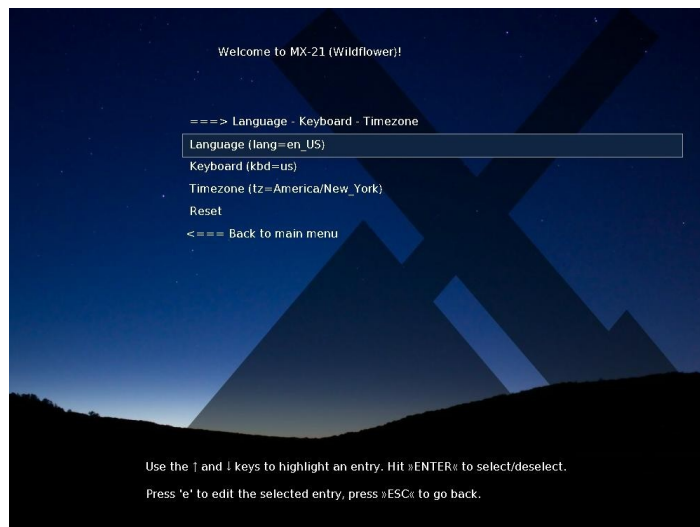 Welcome to MX-21 (Wildflower)!
===> Language - Keyboard - Timezone
Language (lang=en_US)
Keyboard (kbd=us)
Timezone (tz=America/New_York)
Reset
<=== Back to main menu
Use the ↑ and ↓ keys to highlight an entry. Hit »ENTER« to select/deselect.
Press 'e' to edit the selected entry, press »ESC« to go back.